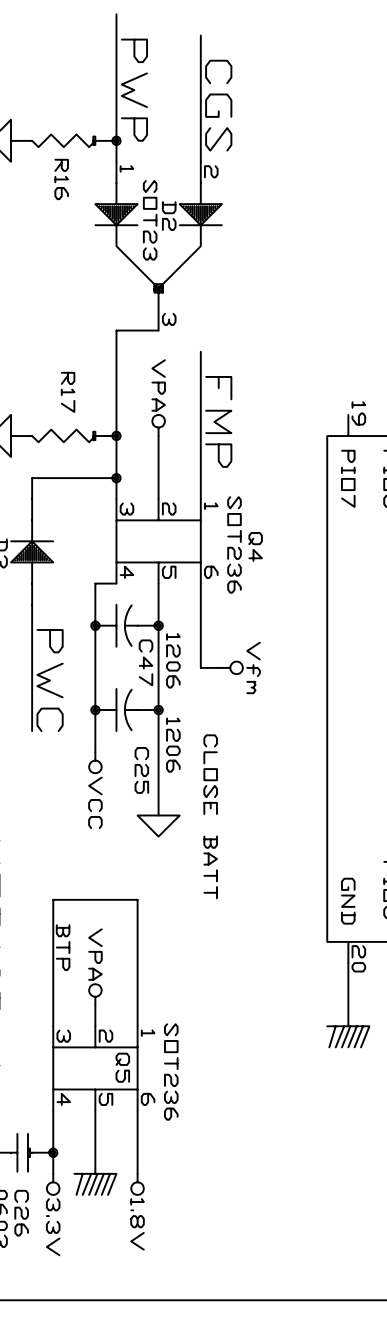 19
PIO7
GND
20
Vfm
Q4
SOT236
CLOSE BATT
CGS
2
FMP
1
6
D2
SOT23
3
VPA
2
5
1206
1206
SOT236
PWP
1
3
4
C47
C25
1
6
1.8V
VCC
VPA
2
Q5
5
R16
R17
PWC
BTP
3
4
3.3V
C26